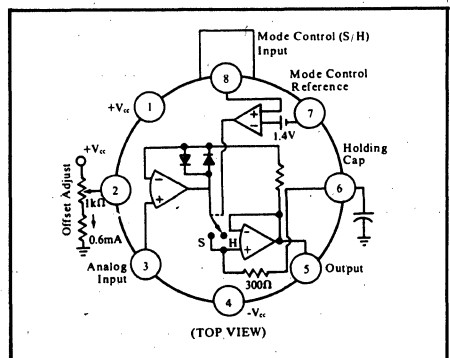 Mode Control (S/H)
Input
8
Mode Control
Reference
+Vcc
1
+
−
1.4V
7
+Vcc
Holding
Cap
2
−
+
6
Offset Adjust
1kΩ
0.6mA
S
H
−
+
Analog
Input
3
300Ω
5
Output
4
-Vcc
(TOP VIEW)